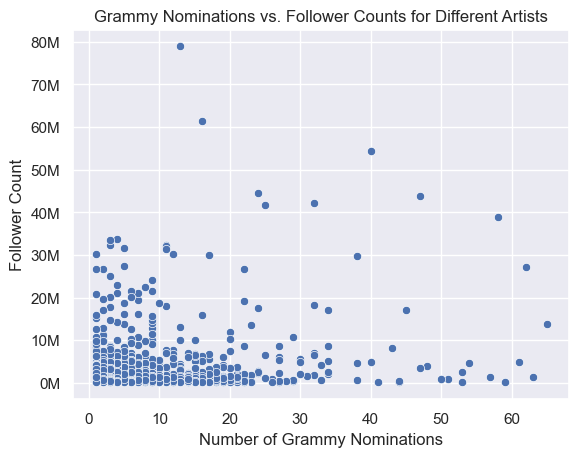 Grammy Nominations vs. Follower Counts for Different Artists
80M
70M
60M
50M
40M
30M
20M
10M
0M
Follower Count
0 10 20 30 40 50 60
Number of Grammy Nominations